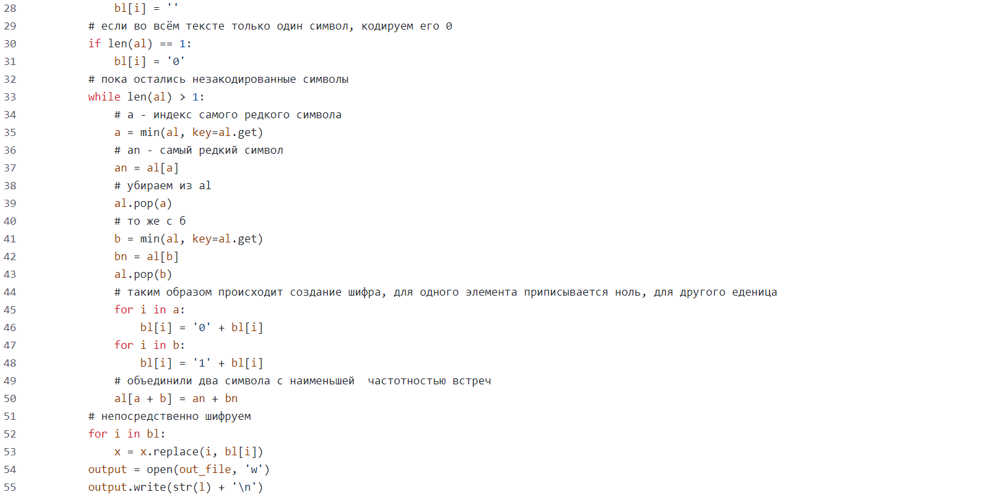 28 bl[i] = ''
29 # если во всём тексте только один символ, кодируем его 0
30 if len(al) == 1:
31 bl[i] = '0'
32 # пока остались незакодированные символы
33 while len(al) > 1:
34 # a - индекс самого редкого символа
35 a = min(al, key=al.get)
36 # an - самый редкий символ
37 an = al[a]
38 # убираем из al
39 al.pop(a)
40 # то же с б
41 b = min(al, key=al.get)
42 bn = al[b]
43 al.pop(b)
44 # таким образом происходит создание шифра, для одного элемента приписывается ноль, для другого еденица
45 for i in a:
46 bl[i] = '0' + bl[i]
47 for i in b:
48 bl[i] = '1' + bl[i]
49 # объединили два символа с наименьшей  частотностью встреч
50 al[a + b] = an + bn
51 # непосредственно шифруем
52 for i in bl:
53 x = x.replace(i, bl[i])
54 output = open(out_file, 'w')
55 output.write(str(l) + '\n')